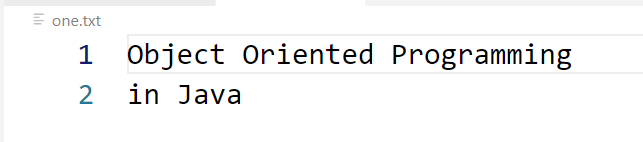 one.txt
1 Object Oriented Programming
2 in Java